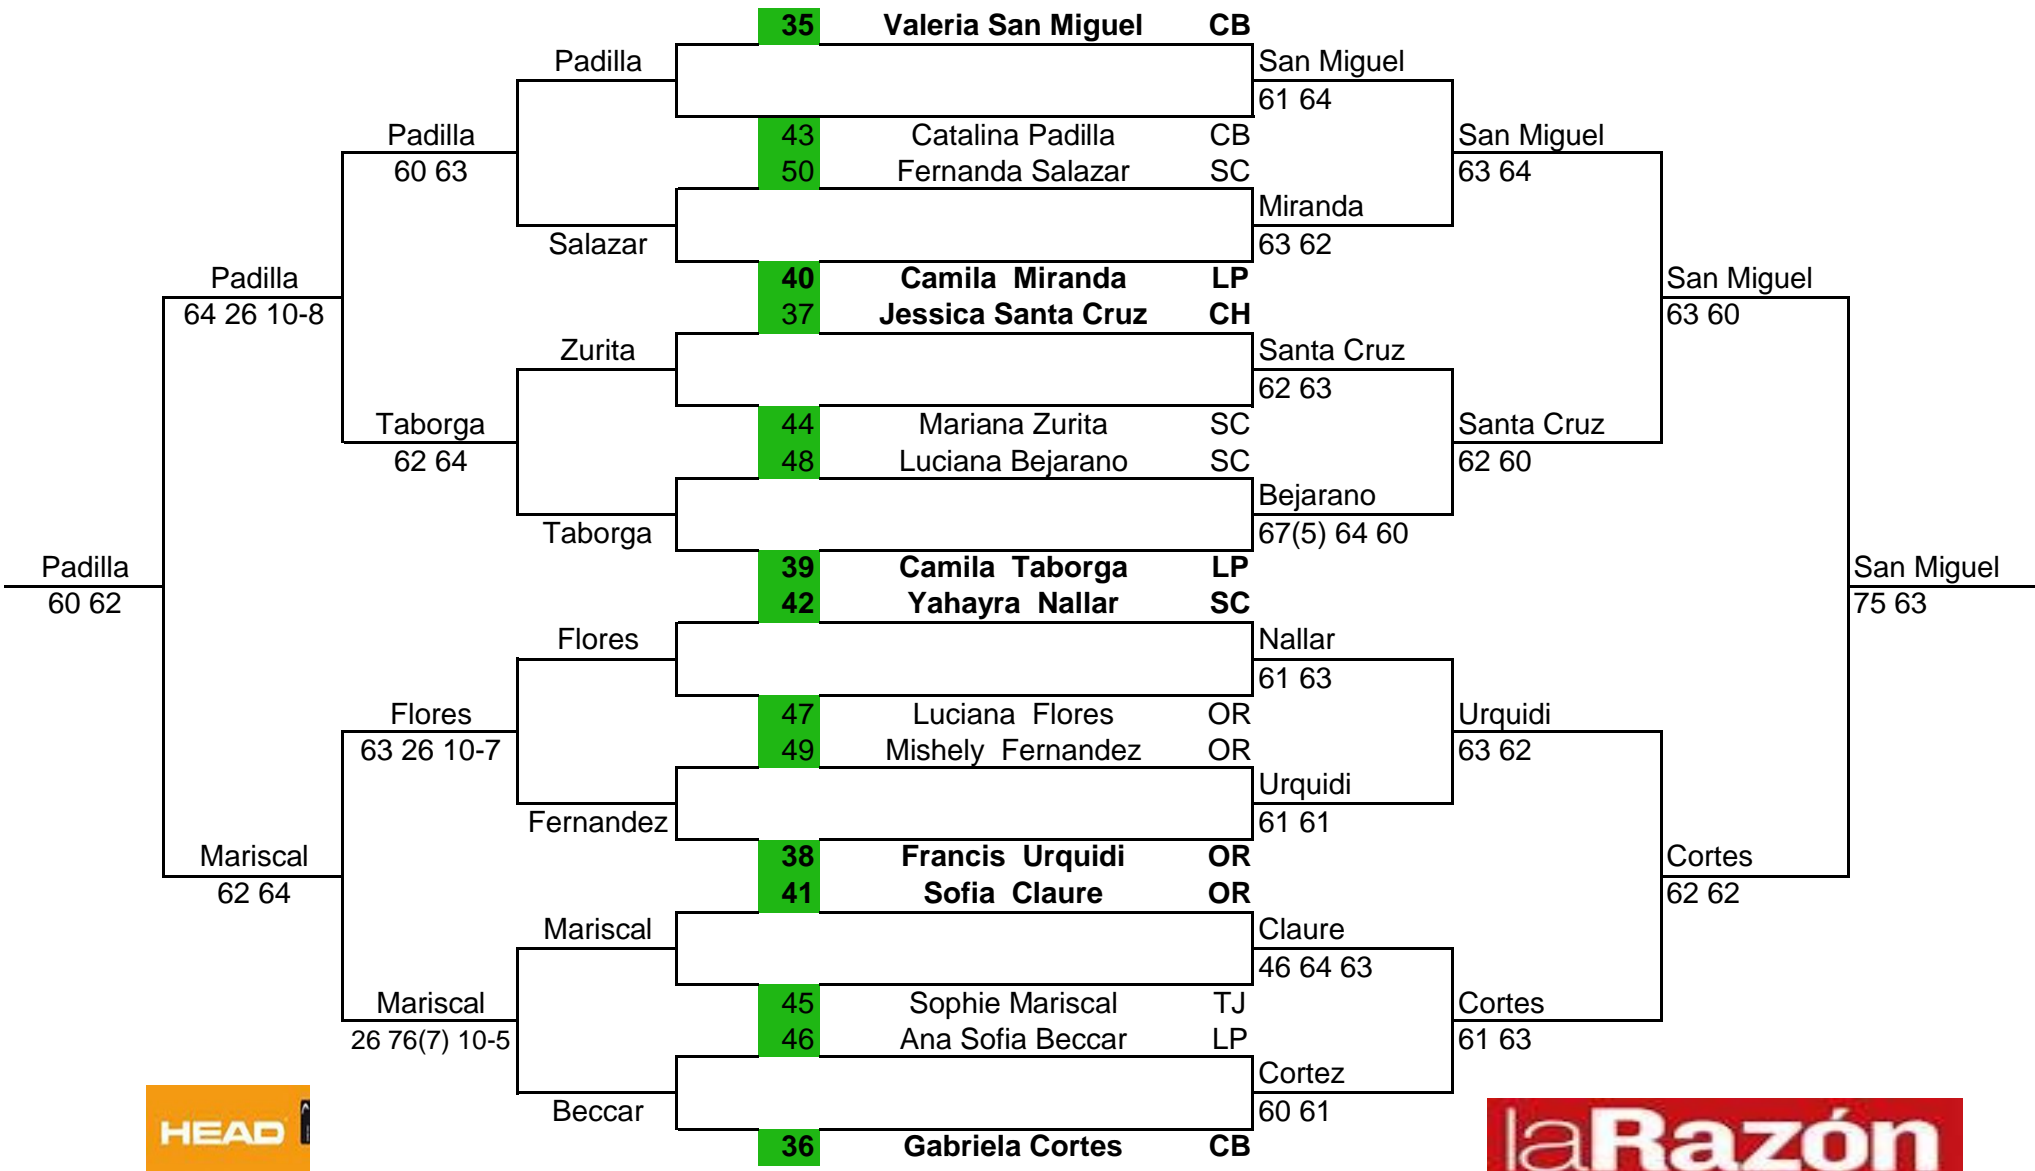 35 Valeria San Miguel CB
Padilla San Miguel
61 64
Padilla 43 Catalina Padilla CB San Miguel
60 63 50 Fernanda Salazar SC 63 64
Miranda
Salazar 63 62
Padilla 40 Camila Miranda LP San Miguel
64 26 10-8 37 Jessica Santa Cruz CH 63 60
Zurita Santa Cruz
62 63
Taborga 44 Mariana Zurita SC Santa Cruz
62 64 48 Luciana Bejarano SC 62 60
Bejarano
Taborga 67(5) 64 60
Padilla 39 Camila Taborga LP San Miguel
60 62 42 Yahayra Nallar SC 75 63
Flores Nallar
61 63
Flores 47 Luciana Flores OR Urquidi
63 26 10-7 49 Mishely Fernandez OR 63 62
Urquidi
Fernandez 61 61
Mariscal 38 Francis Urquidi OR Cortes
62 64 41 Sofia Claure OR 62 62
Mariscal Claure
46 64 63
Mariscal 45 Sophie Mariscal TJ Cortes
26 76(7) 10-5 46 Ana Sofia Beccar LP 61 63
Cortez
Beccar 60 61
36 Gabriela Cortes CB
HEAD
laRazón